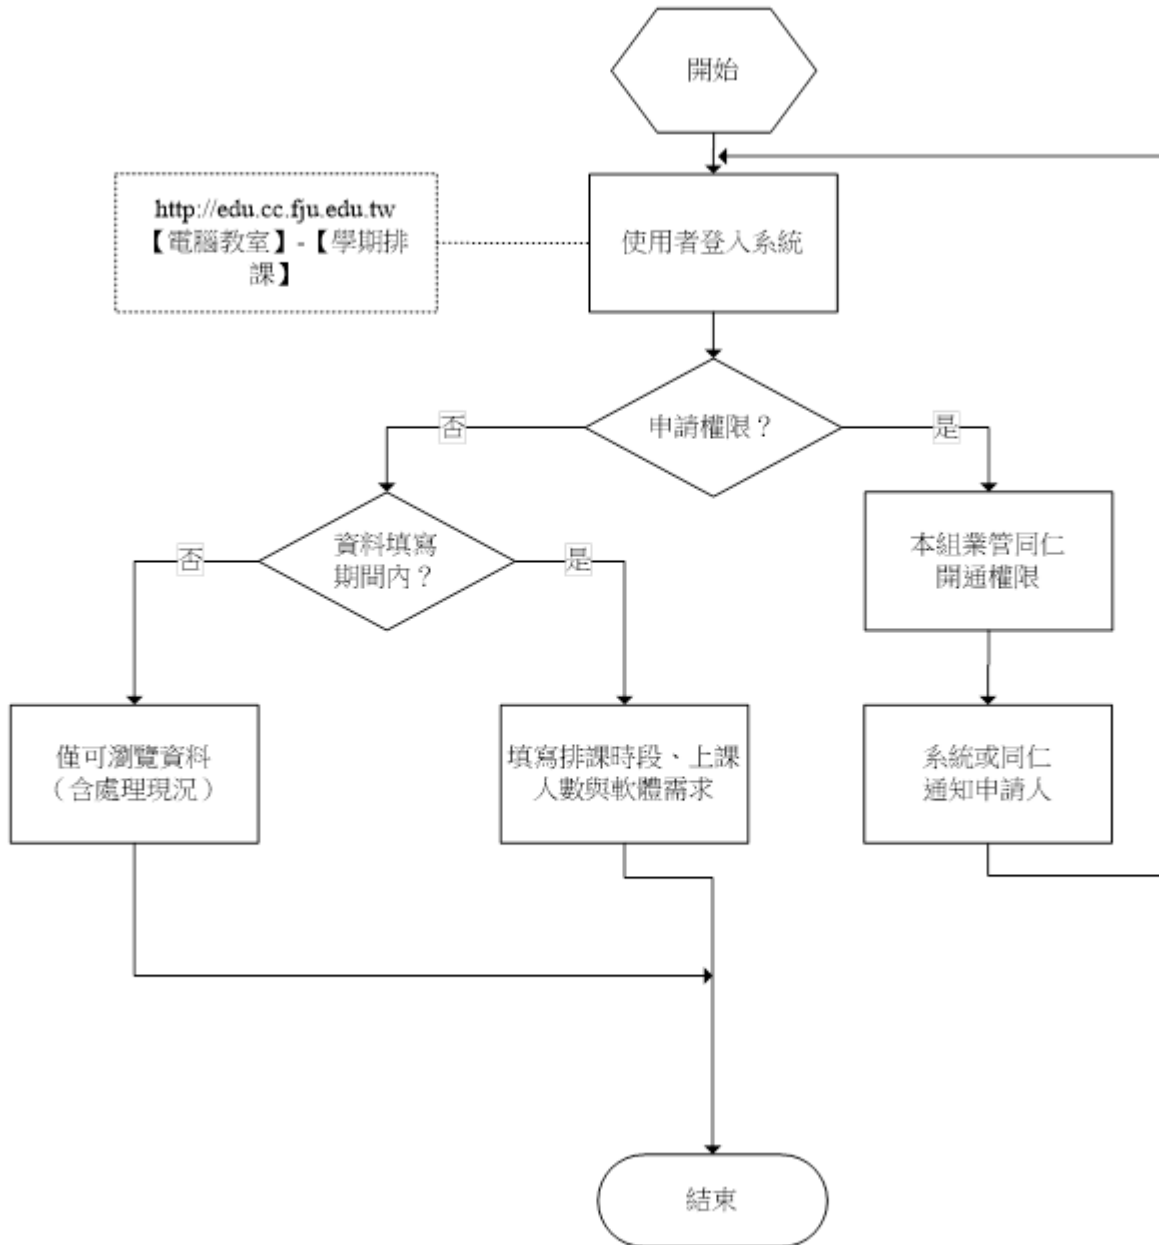 開始
http://edu.cc.fju.edu.tw
【電腦教室】-【學期排
課】
使用者登入系統
申請權限？
否
是
資料填寫
期間內？
否
是
本組業管同仁
開通權限
僅可瀏覽資料
（含處理現況）
填寫排課時段、上課
人數與軟體需求
系統或同仁
通知申請人
結束